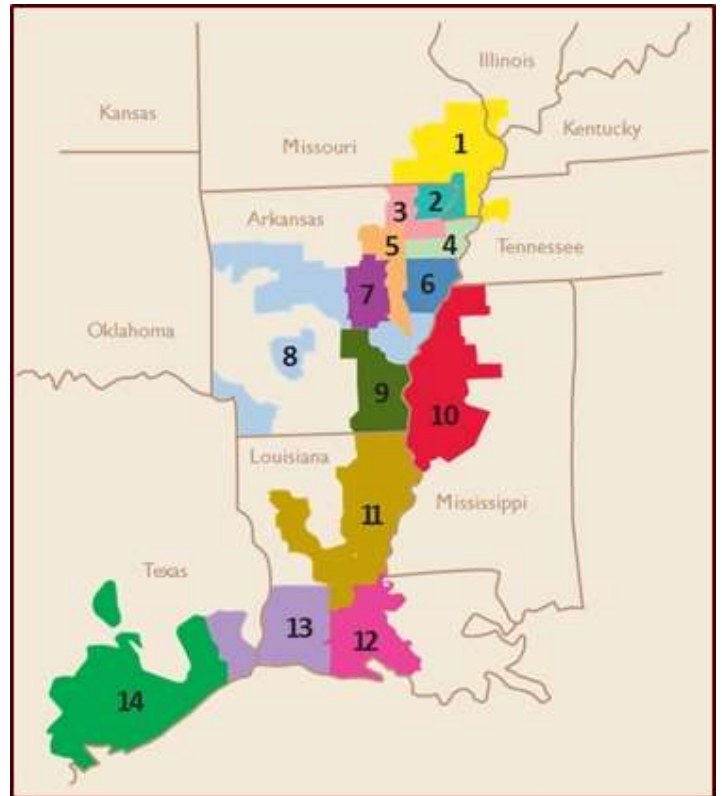 Illinois
Kansas
Kentucky
Missouri
1
2
3
Arkansas
4
5
Tennessee
6
7
Oklahoma
8
9
10
Louisiana
11
Mississippi
Texas
13
12
14